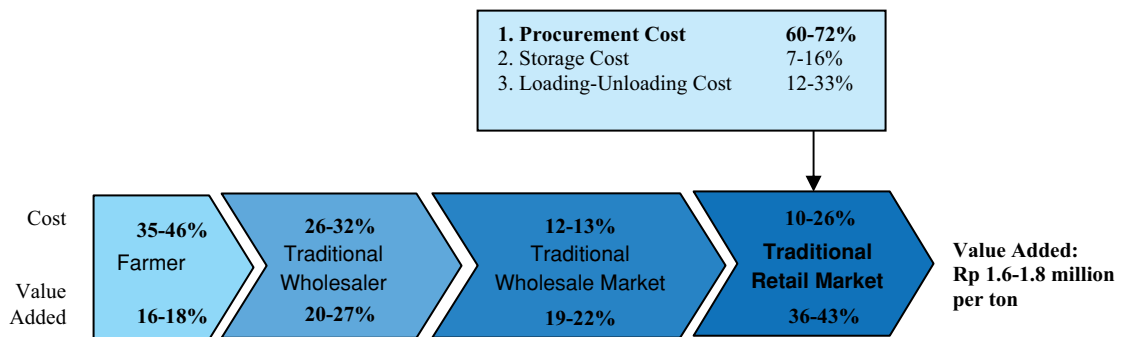 1. Procurement Cost 60-72%
2. Storage Cost 7-16%
3. Loading-Unloading Cost 12-33%
Cost
35-46%
Farmer
Value
Added
16-18%
26-32%
Traditional
Wholesaler
20-27%
12-13%
Traditional
Wholesale Market
19-22%
10-26%
Traditional
Retail Market
36-43%
Value Added:
Rp 1.6-1.8 million
per ton